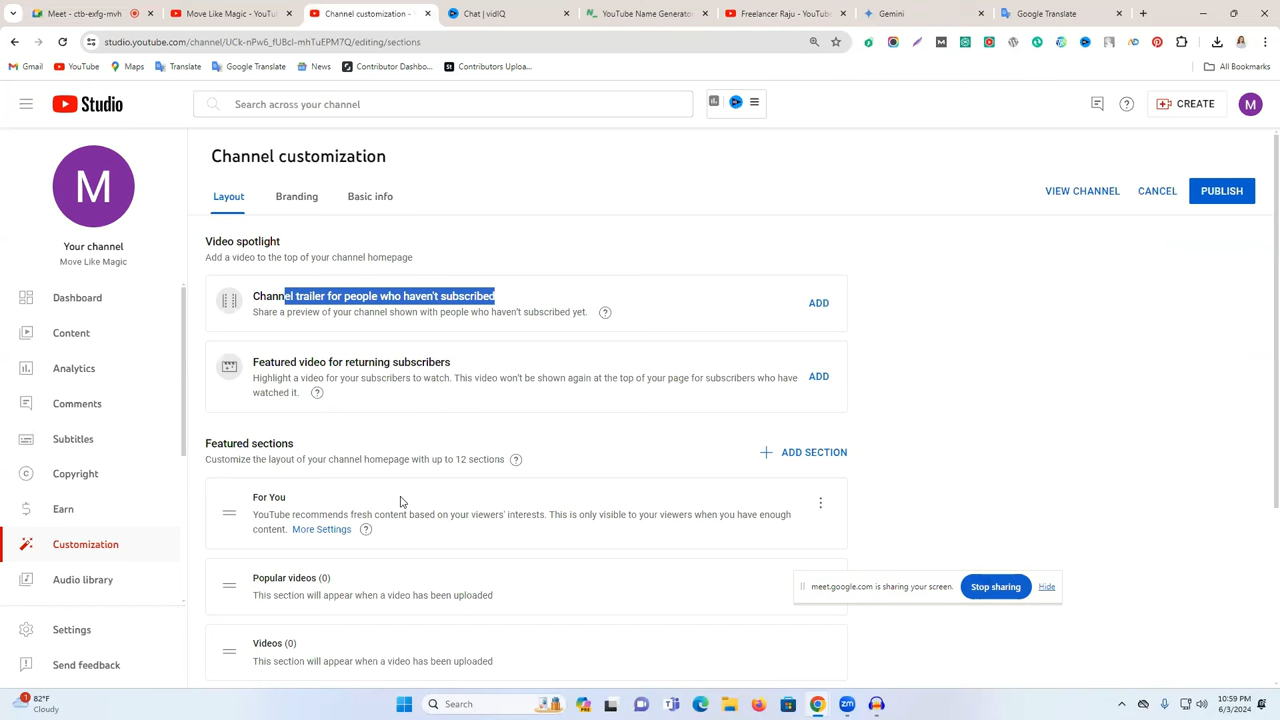 cct-exfg-mxh
Move Like Magic - YouTube
Channel customization -
Chat | vidIQ
YouTube Name Generator
Freelancer Raju - YouTube
Gemini
Google Translate
studio.youtube.com/channel/UCk-nPw6_fUBcI-mhTuEPM7Q/editing/sections
Gmail
YouTube
Maps
Translate
Google Translate
News
Contributor Dashbo...
Contributors Uploa...
All Bookmarks
Studio
Search across your channel
CREATE
M
M
Your channel
Move Like Magic
Dashboard
Content
Analytics
Comments
Subtitles
Copyright
Earn
Customization
Audio library
Settings
Send feedback
Channel customization
Layout
Branding
Basic info
VIEW CHANNEL
CANCEL
PUBLISH
Video spotlight
Add a video to the top of your channel homepage
Channel trailer for people who haven't subscribed
Share a preview of your channel shown with people who haven't subscribed yet.
ADD
Featured video for returning subscribers
Highlight a video for your subscribers to watch. This video won't be shown again at the top of your page for subscribers who have
watched it.
ADD
Featured sections
Customize the layout of your channel homepage with up to 12 sections
ADD SECTION
For You
YouTube recommends fresh content based on your viewers' interests. This is only visible to your viewers when you have enough
content. More Settings
Popular videos (0)
This section will appear when a video has been uploaded
Videos (0)
This section will appear when a video has been uploaded
meet.google.com is sharing your screen.
Stop sharing
Hide
1
82°F
Cloudy
Search
zm
10:59 PM
6/3/2024